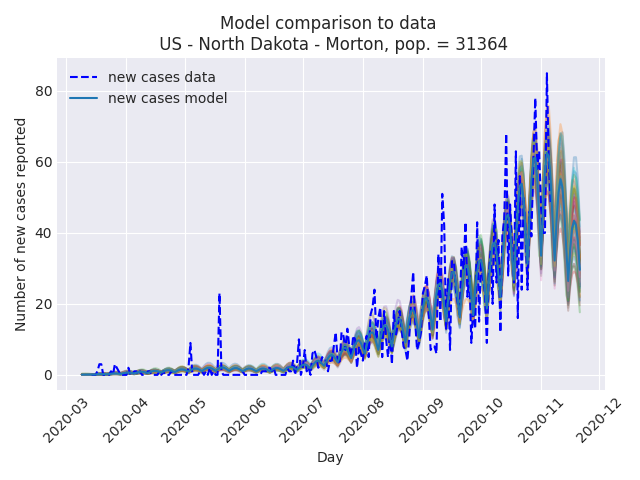 Model comparison to data
US - North Dakota - Morton, pop. = 31364
new cases data
new cases model
Number of new cases reported
80
60
40
20
0
2020-03
2020-04
2020-05
2020-06
2020-07
2020-08
2020-09
2020-10
2020-11
2020-12
Day